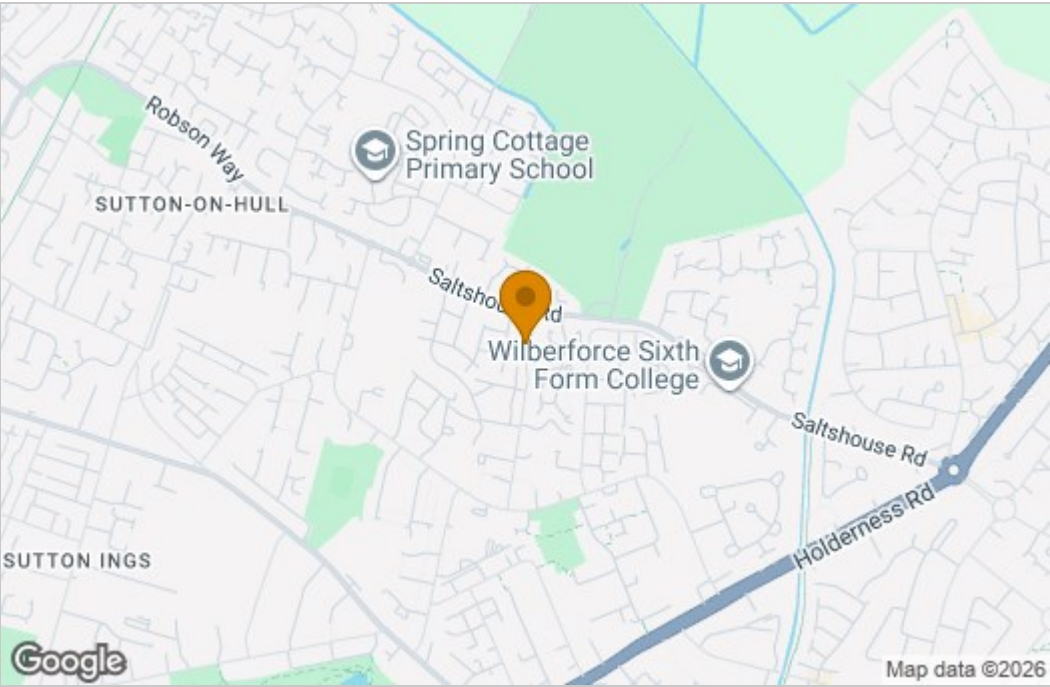 Robson Way
Spring Cottage
Primary School
SUTTON-ON-HULL
Saltshouse Rd
Wilberforce Sixth
Form College
Saltshouse Rd
Holderness Rd
SUTTON INGS
Google
Map data ©2026